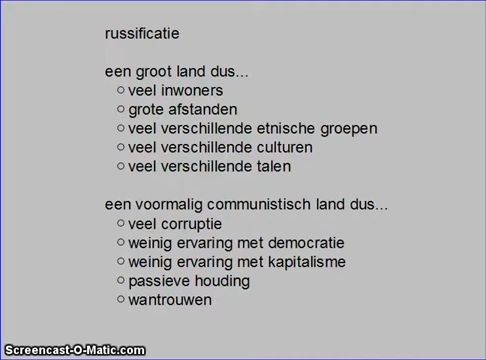 russificatie
een groot land dus...
○ veel inwoners
○ grote afstanden
○ veel verschillende etnische groepen
○ veel verschillende culturen
○ veel verschillende talen
een voormalig communistisch land dus...
○ veel corruptie
○ weinig ervaring met democratie
○ weinig ervaring met kapitalisme
○ passieve houding
○ wantrouwen
Screencast-O-Matic.com